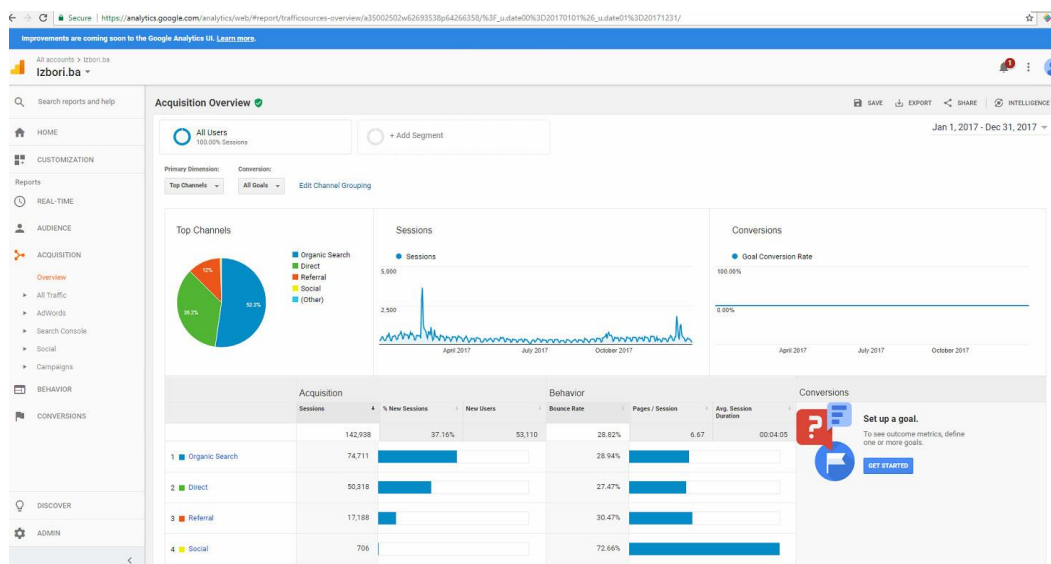 Secure | https://analytics.google.com/analytics/web/#report/trafficsources-overview/a35002502w62693538p64266358/%3F_u.date00%3D20170101%26_u.date01%3D20171231/
Improvements are coming soon to the Google Analytics UI. Learn more.
All accounts > Izbori.ba
Izbori.ba
1
Search reports and help
Acquisition Overview
SAVE
EXPORT
SHARE
INTELLIGENCE
HOME
CUSTOMIZATION
Reports
REAL-TIME
AUDIENCE
ACQUISITION
Overview
All Traffic
AdWords
Search Console
Social
Campaigns
BEHAVIOR
CONVERSIONS
DISCOVER
ADMIN
All Users
100.00% Sessions
+ Add Segment
Jan 1, 2017 - Dec 31, 2017
Primary Dimension: Conversion:
Top Channels All Goals Edit Channel Grouping
Top Channels
12%
52.3%
35.2%
Organic Search
Direct
Referral
Social
(Other)
Sessions
Sessions
5,000
2,500
April 2017 July 2017 October 2017
Conversions
Goal Conversion Rate
100.00%
0.00%
April 2017 July 2017 October 2017
Acquisition Behavior Conversions
Sessions % New Sessions New Users Bounce Rate Pages / Session Avg. Session
Duration
142,938 37.16% 53,110 28.82% 6.67 00:04:05
1 Organic Search 74,711 28.94%
2 Direct 50,318 27.47%
3 Referral 17,188 30.47%
4 Social 706 72.66%
?
Set up a goal.
To see outcome metrics, define
one or more goals.
GET STARTED